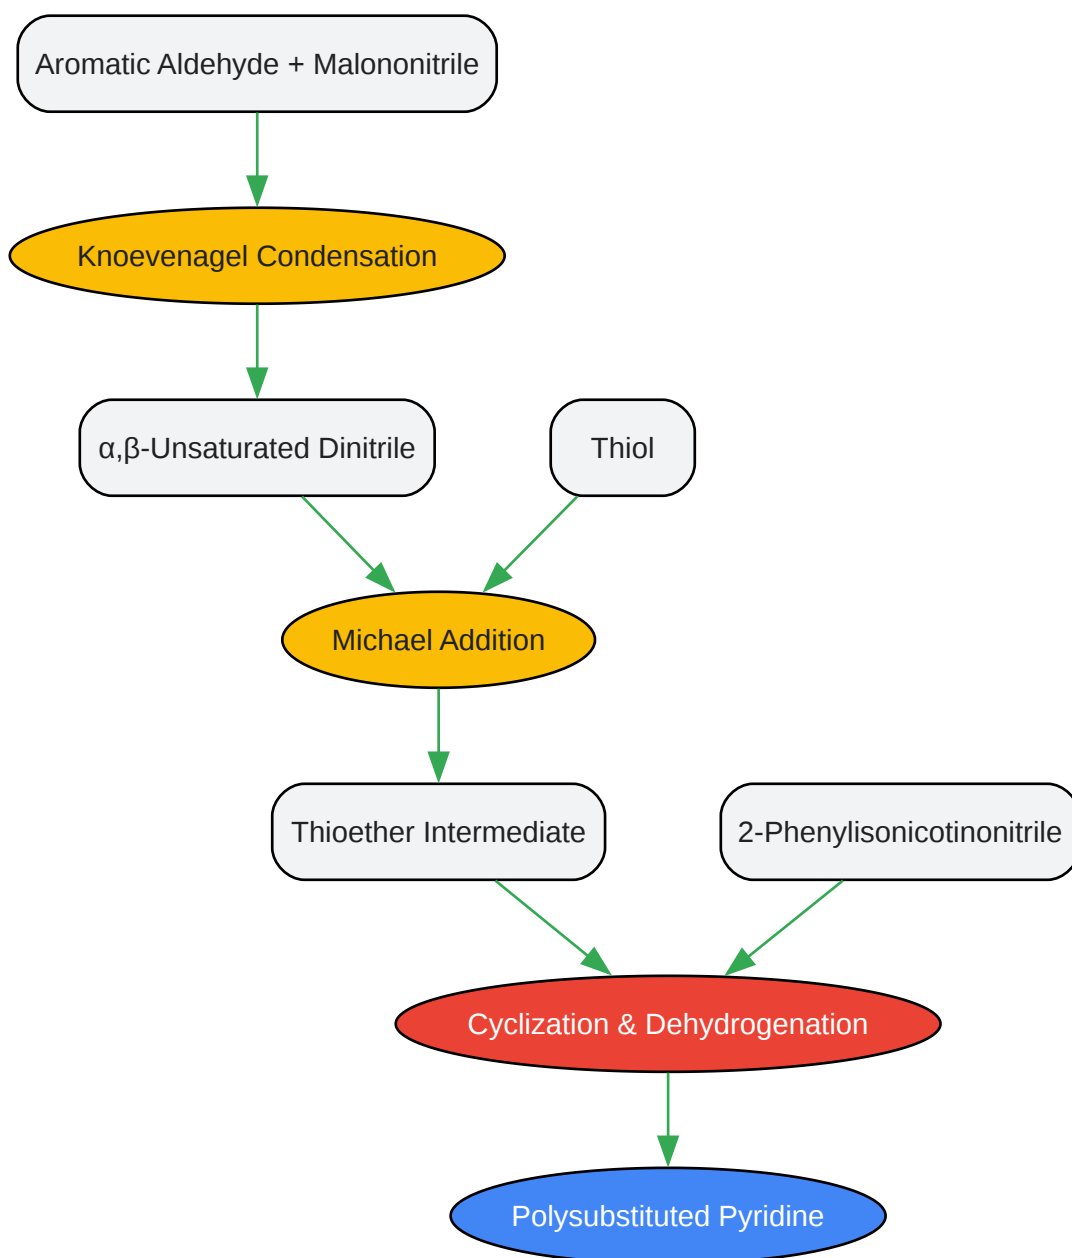 Aromatic Aldehyde + Malononitrile
Knoevenagel Condensation
α,β-Unsaturated Dinitrile
Thiol
Michael Addition
Thioether Intermediate
2-Phenylisonicotinonitrile
Cyclization & Dehydrogenation
Polysubstituted Pyridine